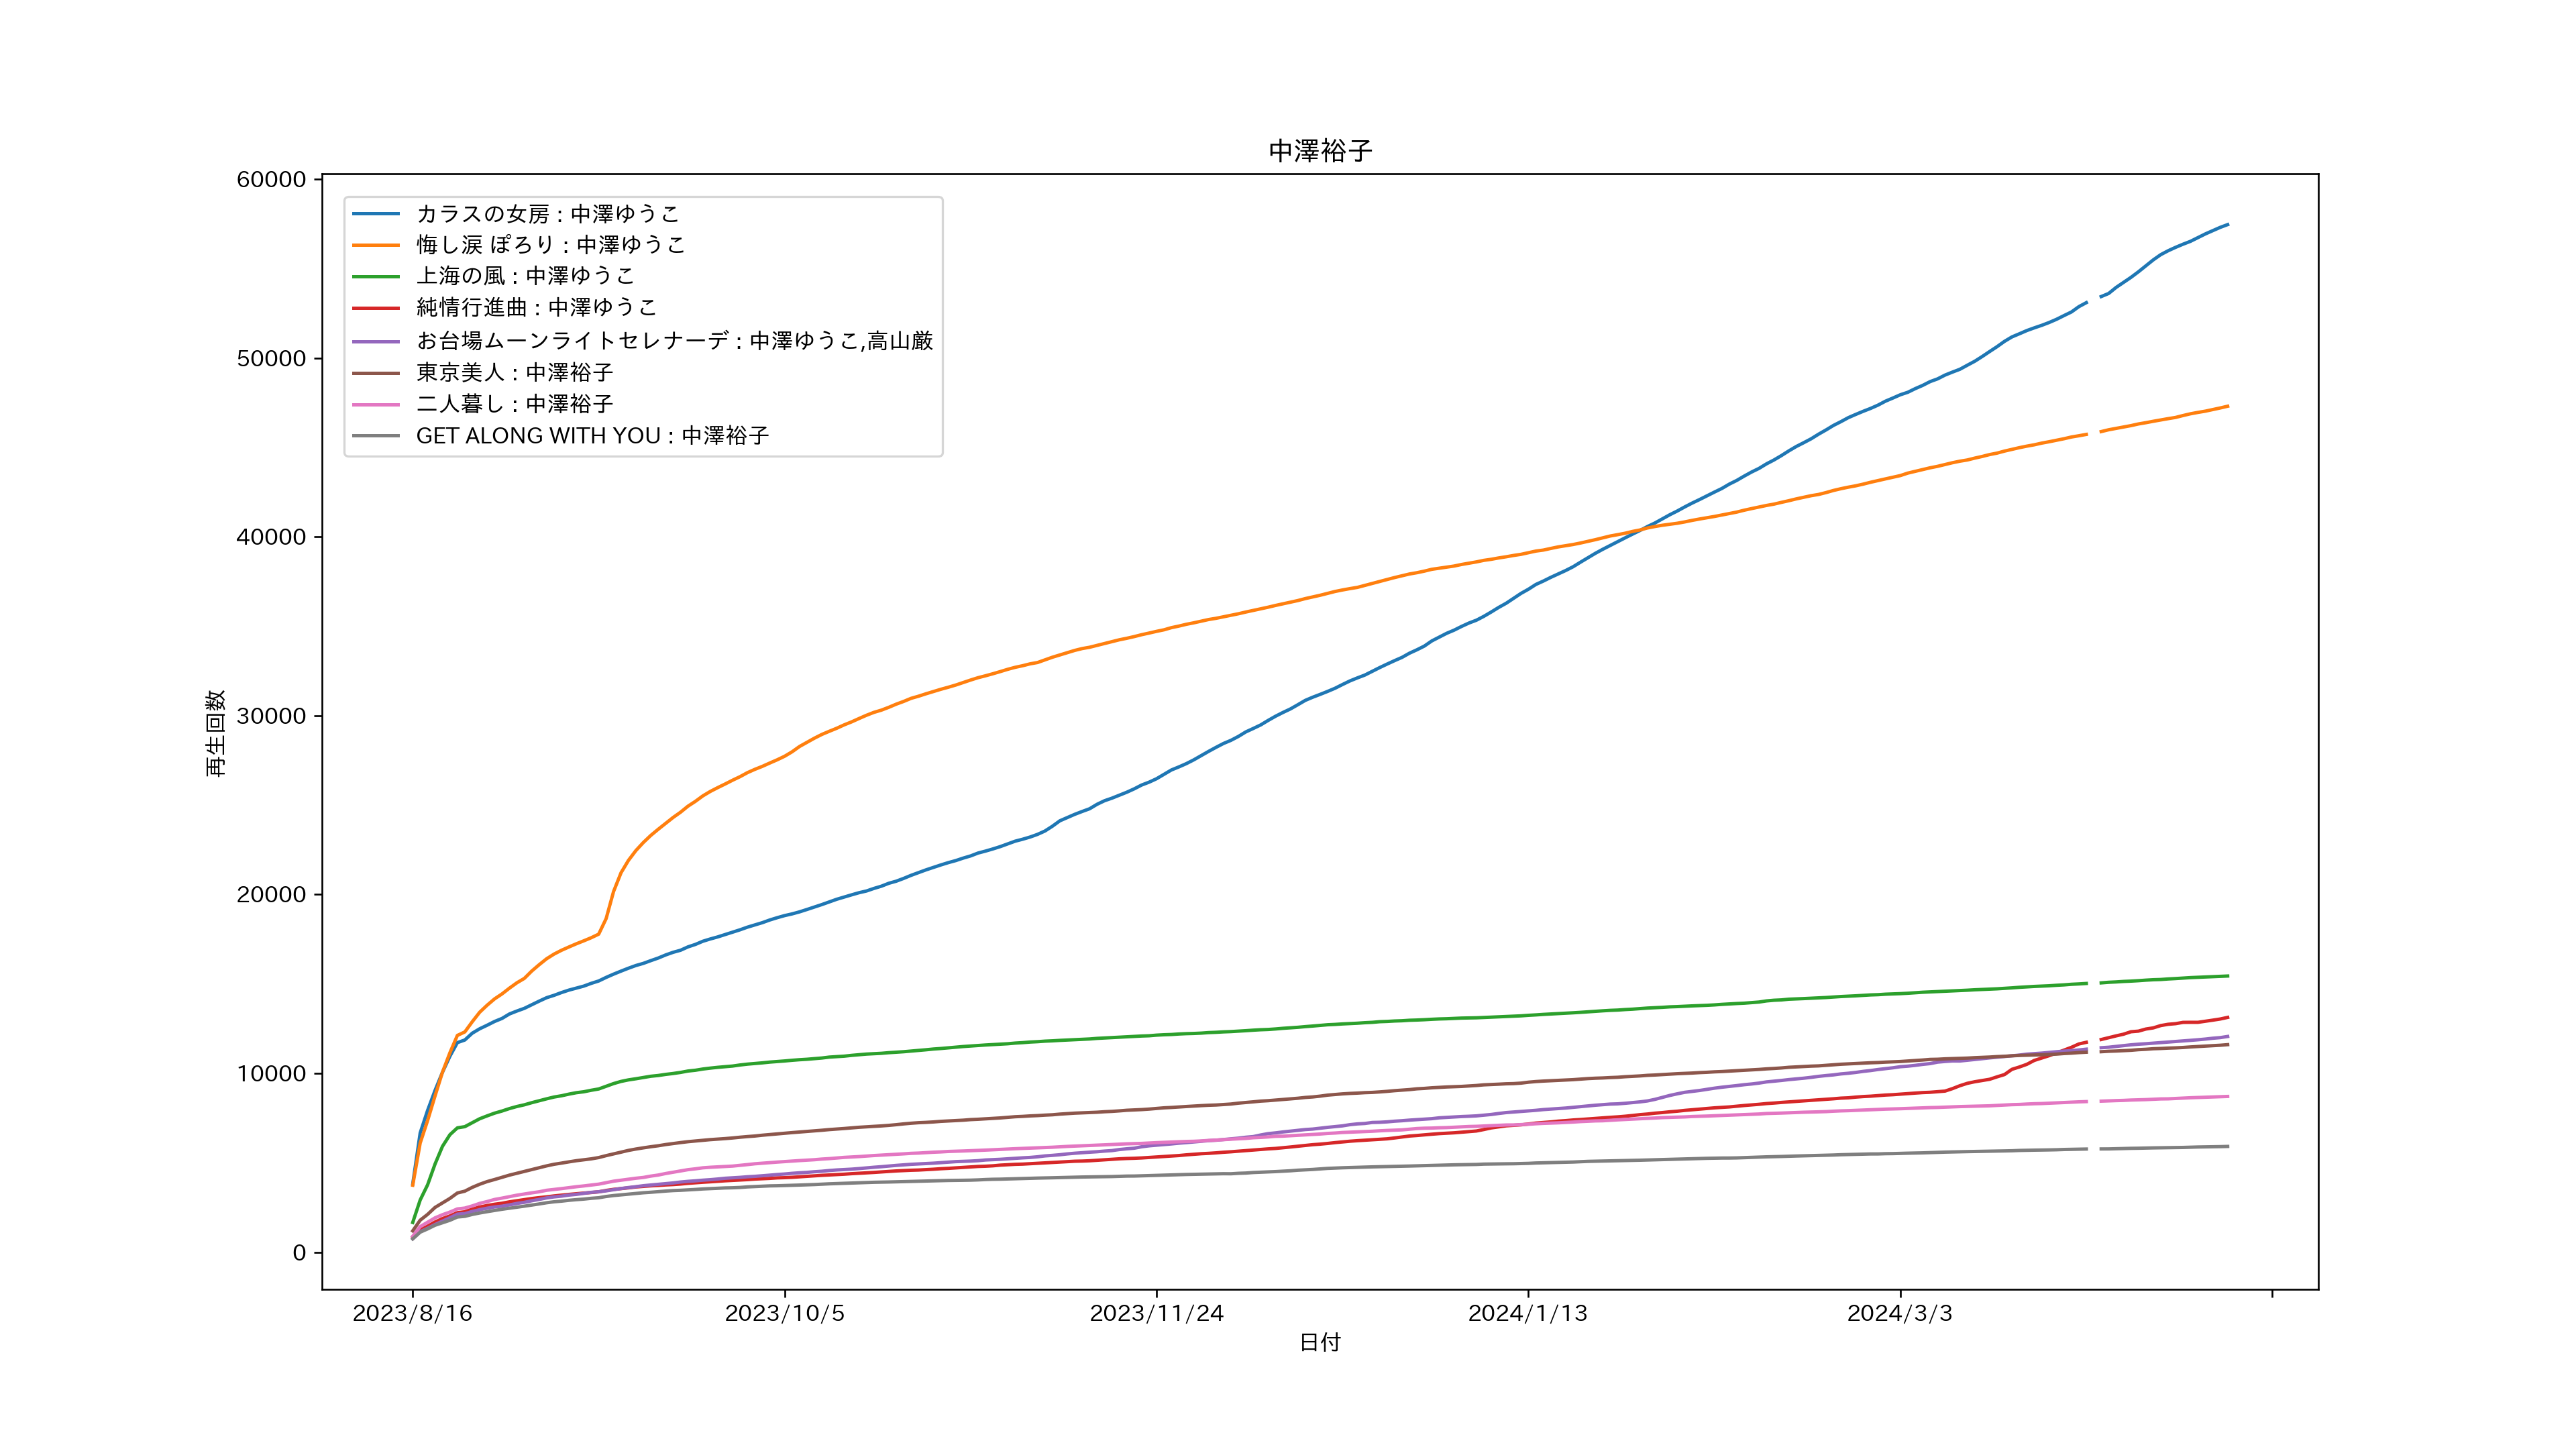 中澤裕子
60000
50000
40000
30000
20000
10000
0
再生回数
カラスの女房 : 中澤ゆうこ
悔し涙 ぽろり : 中澤ゆうこ
上海の風 : 中澤ゆうこ
純情行進曲 : 中澤ゆうこ
お台場ムーンライトセレナーデ : 中澤ゆうこ,高山厳
東京美人 : 中澤裕子
二人暮し : 中澤裕子
GET ALONG WITH YOU : 中澤裕子
2023/8/16 2023/10/5 2023/11/24 2024/1/13 2024/3/3
日付